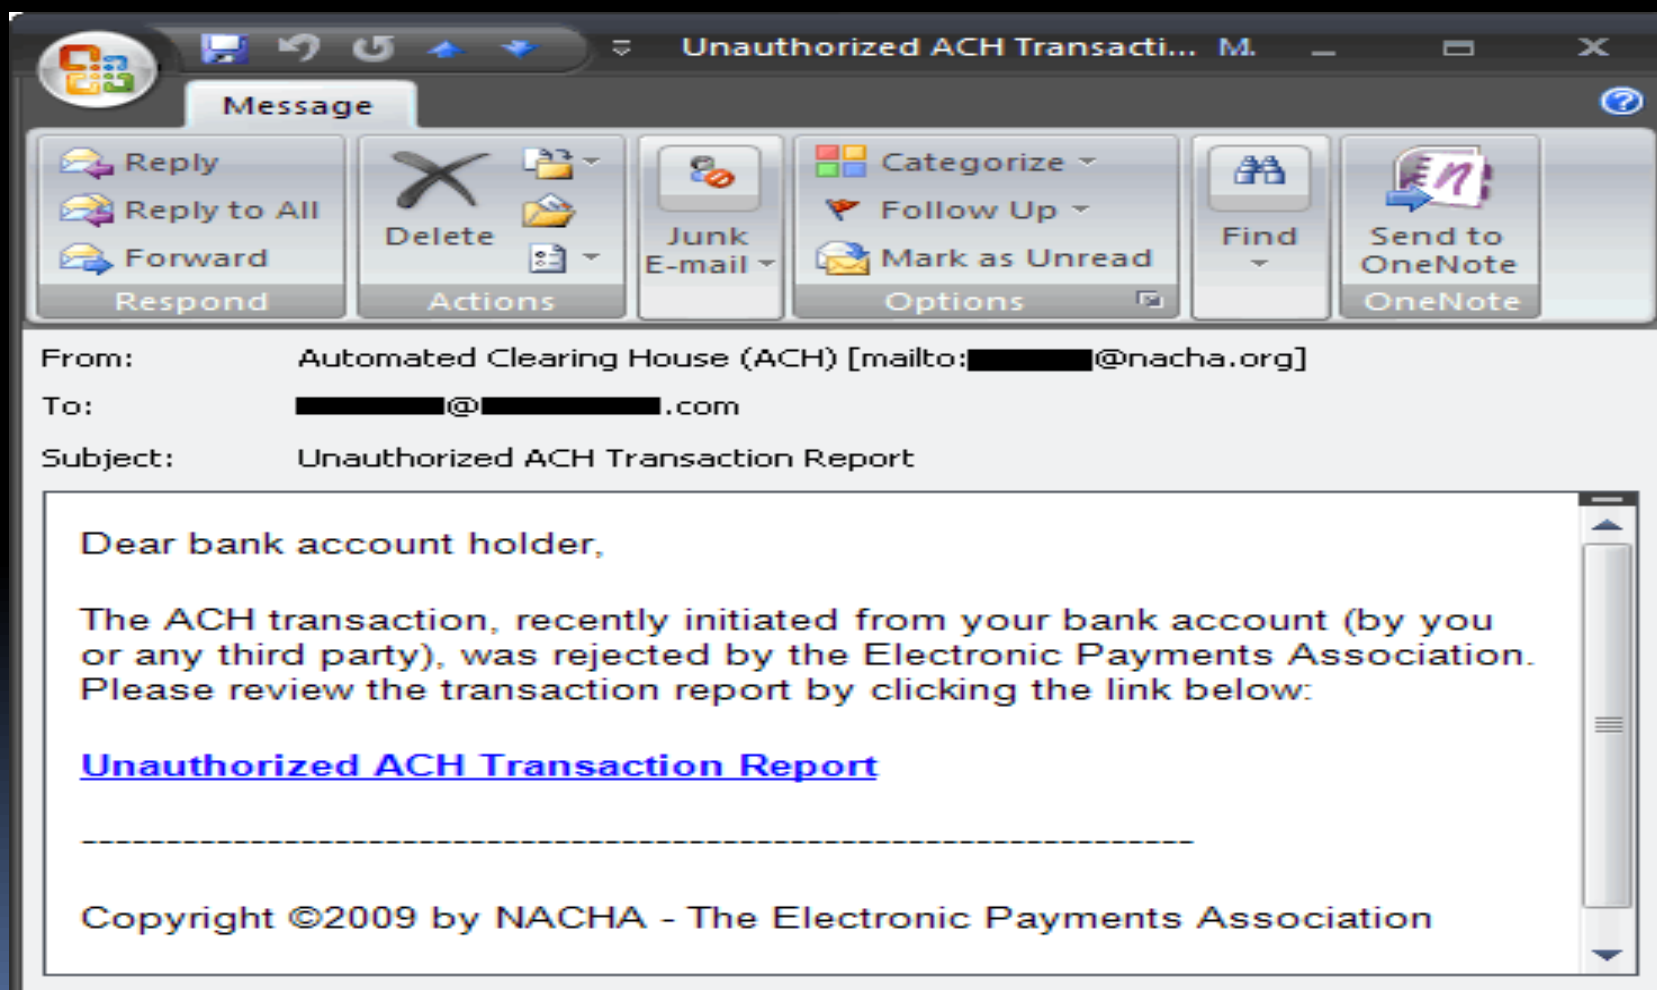 Unauthorized ACH Transacti... M.
Message
Reply
Reply to All
Forward
Respond
Delete
Actions
Junk
E-mail
Categorize
Follow Up
Mark as Unread
Options
Find
Send to
OneNote
OneNote
From: Automated Clearing House (ACH) [mailto: @nacha.org]
To: @ .com
Subject: Unauthorized ACH Transaction Report
Dear bank account holder,
The ACH transaction, recently initiated from your bank account (by you
or any third party), was rejected by the Electronic Payments Association.
Please review the transaction report by clicking the link below:
Unauthorized ACH Transaction Report
--------------------------------------------------------------------
Copyright ©2009 by NACHA - The Electronic Payments Association